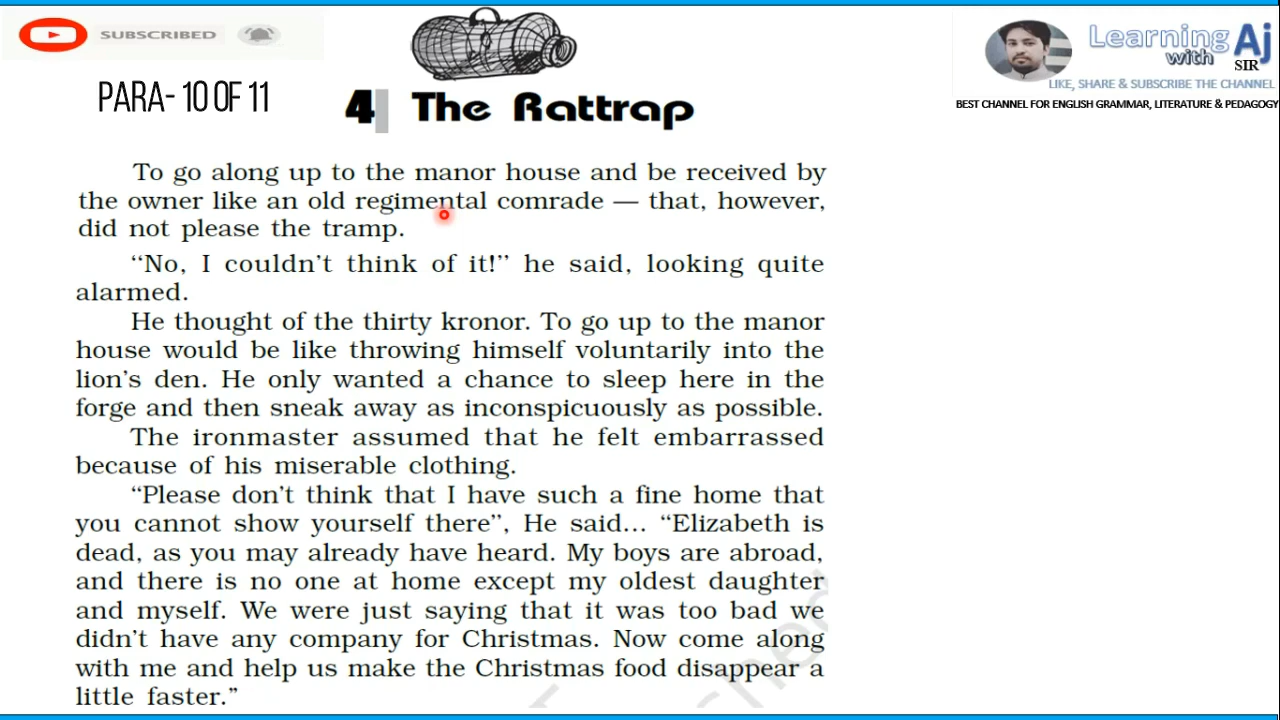 SUBSCRIBED
Learning
with
Aj
SIR
LIKE, SHARE & SUBSCRIBE THE CHANNEL
BEST CHANNEL FOR ENGLISH GRAMMAR, LITERATURE & PEDAGOGY
PARA- 10 OF 11
4 The Rattrap
To go along up to the manor house and be received by
the owner like an old regimental comrade — that, however,
did not please the tramp.
“No, I couldn’t think of it!” he said, looking quite
alarmed.
He thought of the thirty kronor. To go up to the manor
house would be like throwing himself voluntarily into the
lion’s den. He only wanted a chance to sleep here in the
forge and then sneak away as inconspicuously as possible.
The ironmaster assumed that he felt embarrassed
because of his miserable clothing.
“Please don’t think that I have such a fine home that
you cannot show yourself there”, He said... “Elizabeth is
dead, as you may already have heard. My boys are abroad,
and there is no one at home except my oldest daughter
and myself. We were just saying that it was too bad we
didn’t have any company for Christmas. Now come along
with me and help us make the Christmas food disappear a
little faster.”